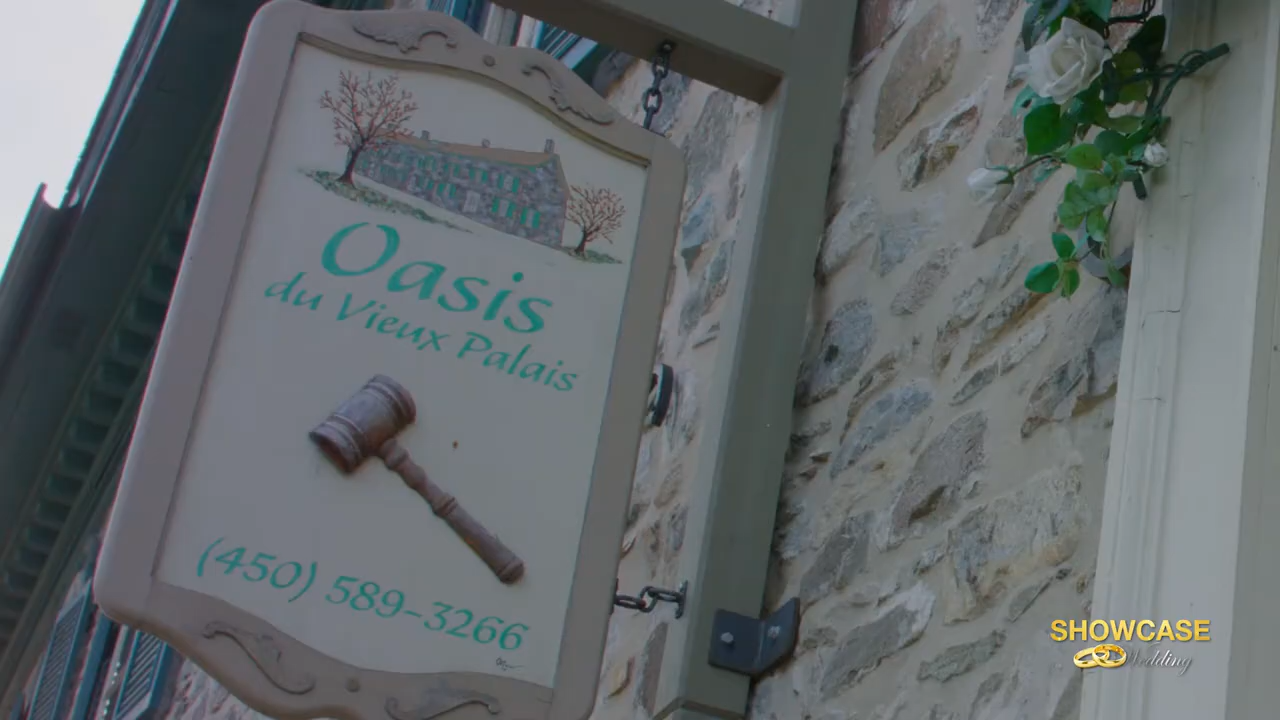 Oasis
du Vieux Palais
(450) 589-3266
SHOWCASE
Wedding